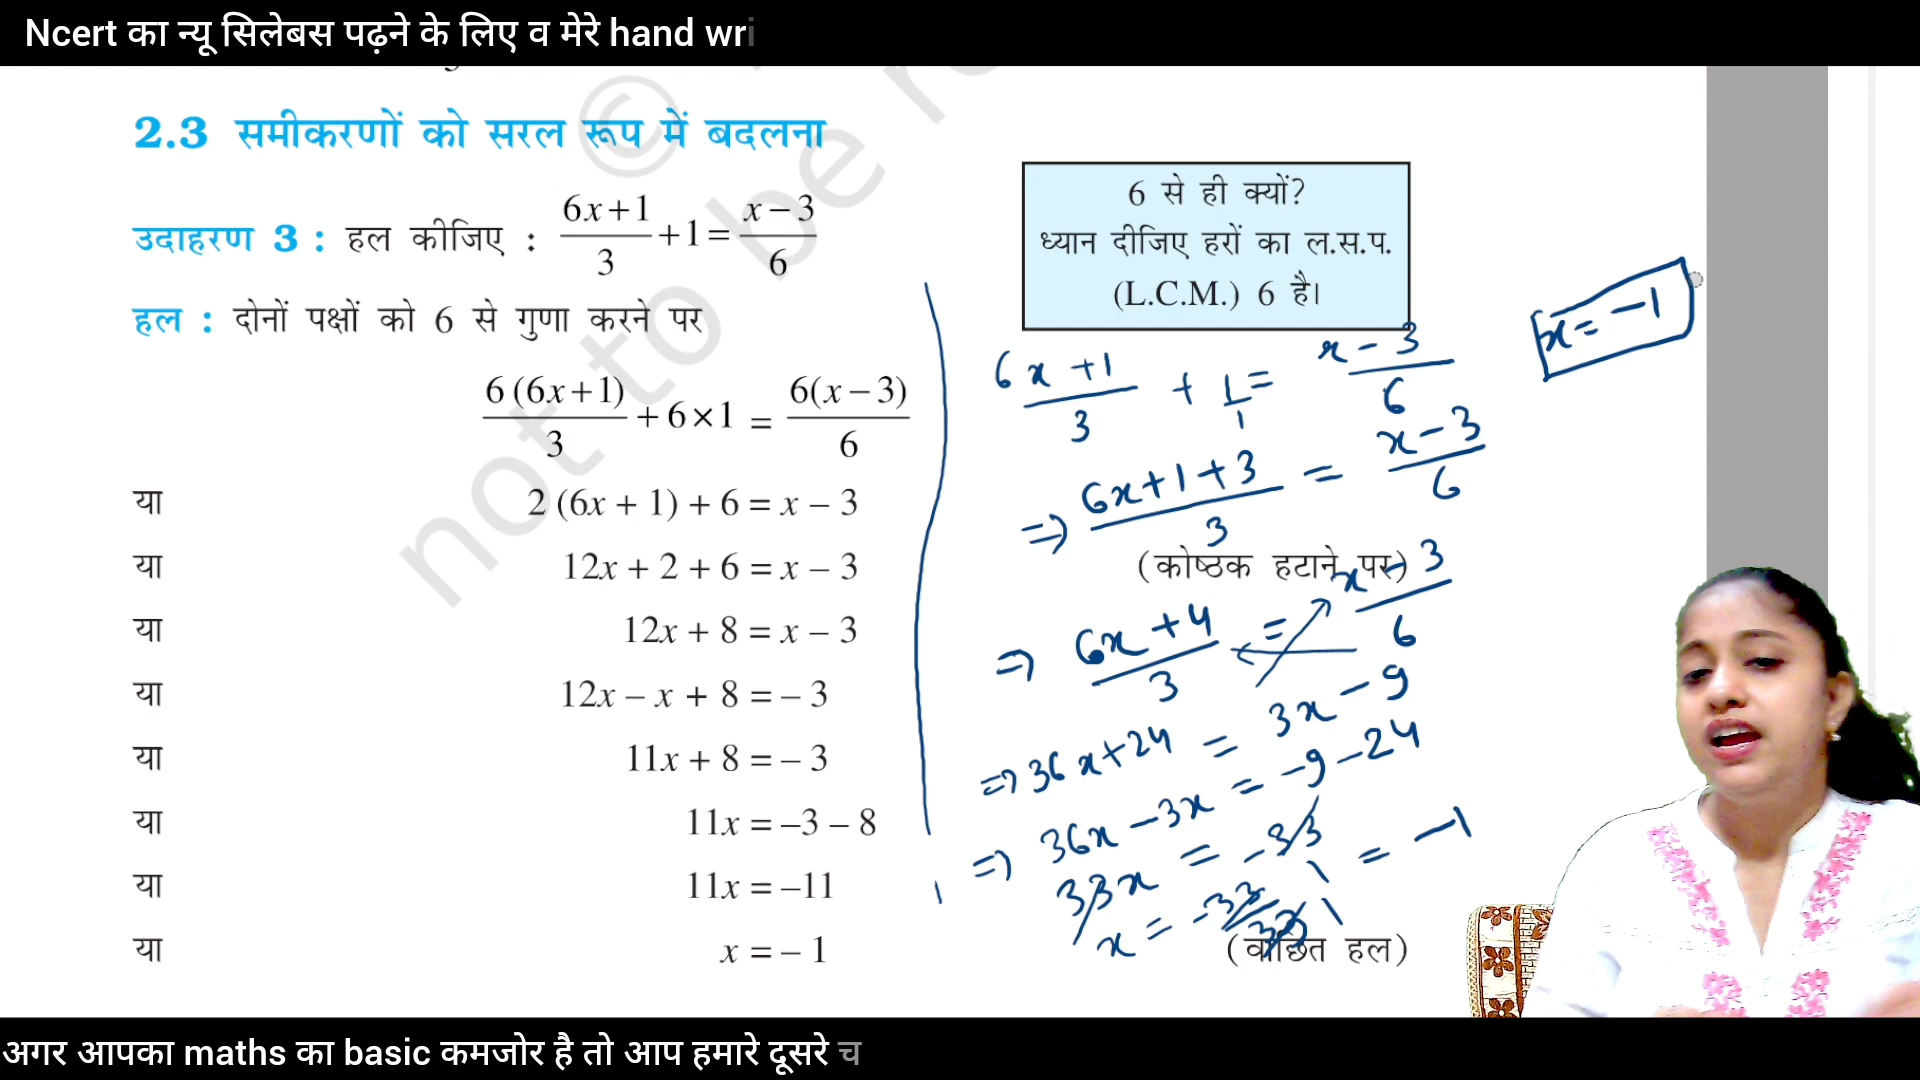 Ncert का न्यू सिलेबस पढ़ने के लिए व मेरे hand wri
© not to be re
2.3 समीकरणों को सरल रूप में बदलना
उदाहरण 3 : हल कीजिए : (6x+1)/3 + 1 = (x−3)/6
हल : दोनों पक्षों को 6 से गुणा करने पर
6(6x+1)/3 + 6×1 = 6(x−3)/6
या 2 (6x + 1) + 6 = x – 3
या 12x + 2 + 6 = x – 3 (कोष्ठक हटाने पर)
या 12x + 8 = x – 3
या 12x – x + 8 = – 3
या 11x + 8 = – 3
या 11x = –3 – 8
या 11x = –11
या x = – 1 (वांछित हल)
6 से ही क्यों?
ध्यान दीजिए हरों का ल.स.प.
(L.C.M.) 6 है।
(6x+1)/3 + 1/1 = (x−3)/6
=> (6x+1+3)/3 = (x−3)/6
=> (6x+4)/3 = (x−3)/6
=> 36x+24 = 3x−9
=> 36x−3x = −9−24
33x = −33
x = −33/33 = −1
x = −1
अगर आपका maths का basic कमजोर है तो आप हमारे दूसरे च